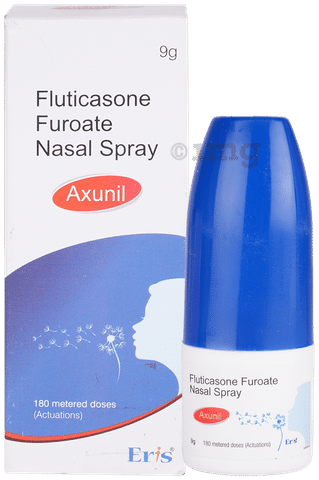 9g
Fluticasone
Furoate
Nasal Spray
Axunil
180 metered doses
(Actuations)
Eris
Fluticasone Furoate
Nasal Spray
Axunil
9g
180 metered doses (Actuations)
Eris
1mg